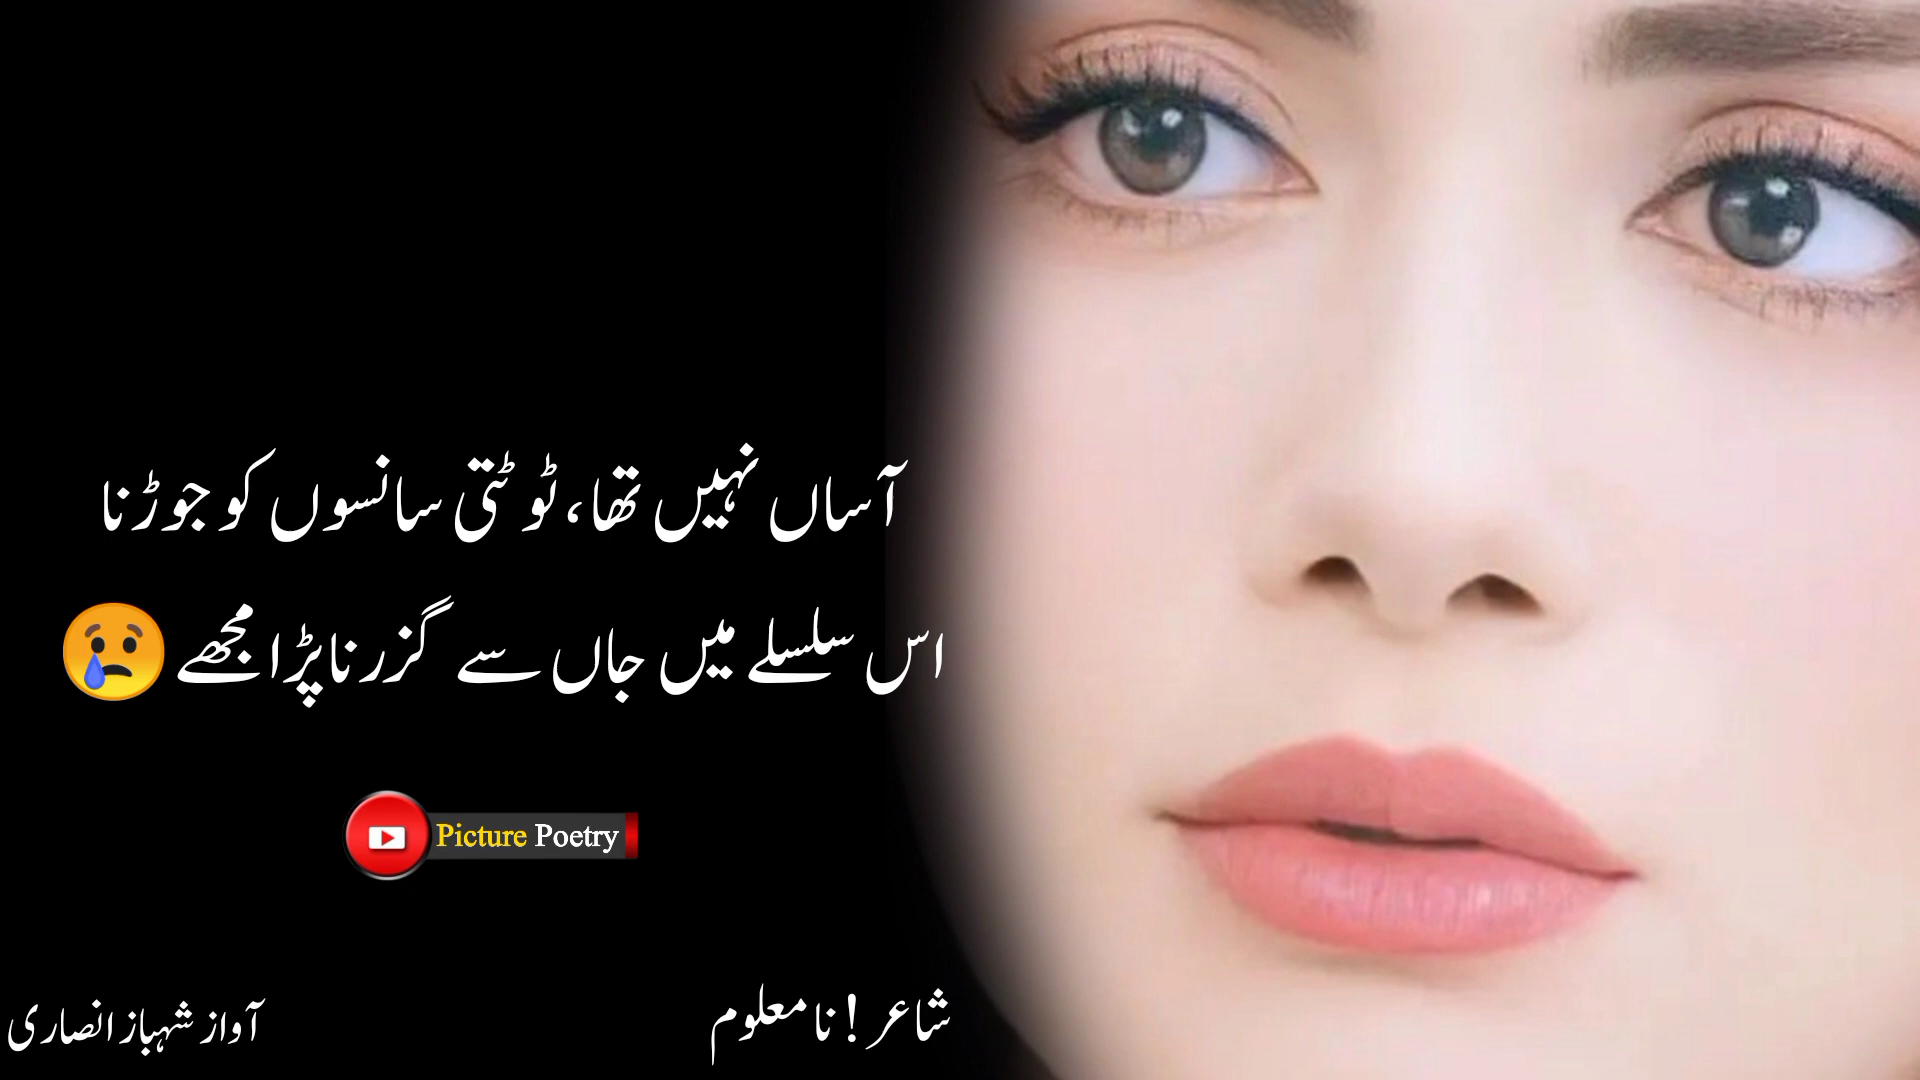 آساں نہیں تھا، ٹوٹتی سانسوں کو جوڑنا
اس سلسلے میں جاں سے گزرنا پڑا مجھے 😢
Picture Poetry
شاعر ! نامعلوم
آواز شہباز انصاری